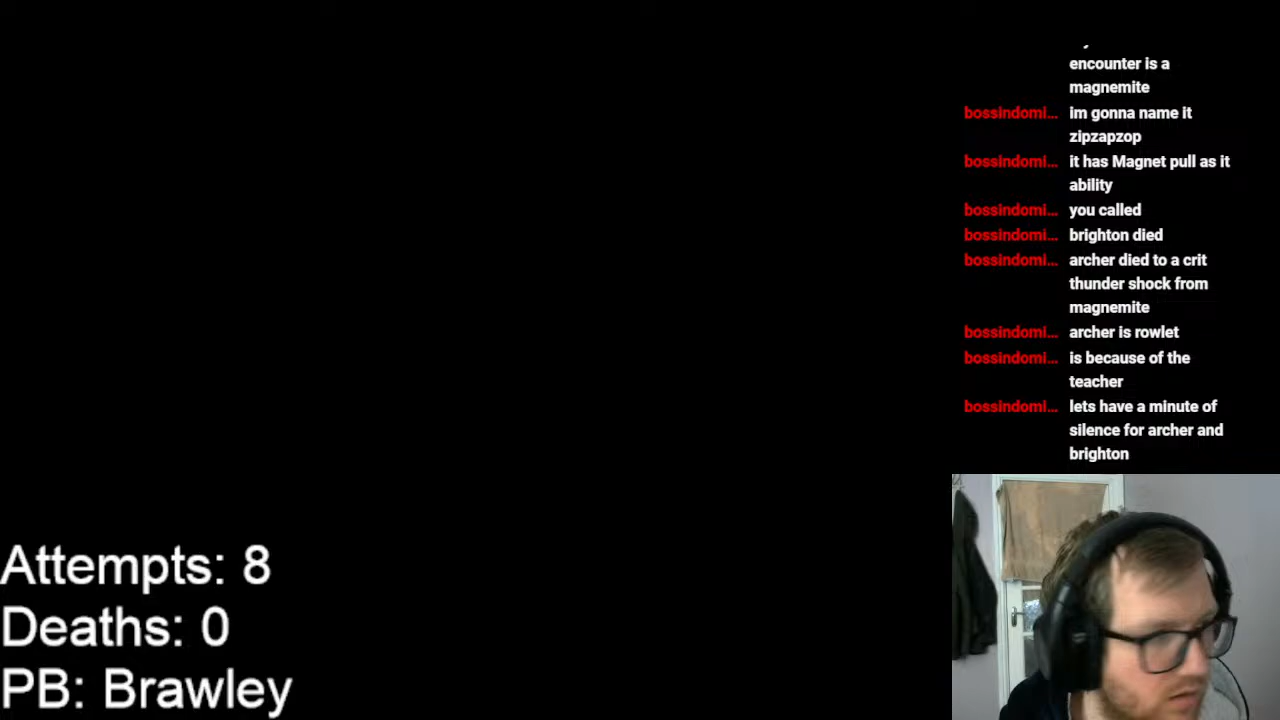 encounter is a
magnemite
bossindomi... im gonna name it
zipzapzop
bossindomi... it has Magnet pull as it
ability
bossindomi... you called
bossindomi... brighton died
bossindomi... archer died to a crit
thunder shock from
magnemite
bossindomi... archer is rowlet
bossindomi... is because of the
teacher
bossindomi... lets have a minute of
silence for archer and
brighton
Attempts: 8
Deaths: 0
PB: Brawley